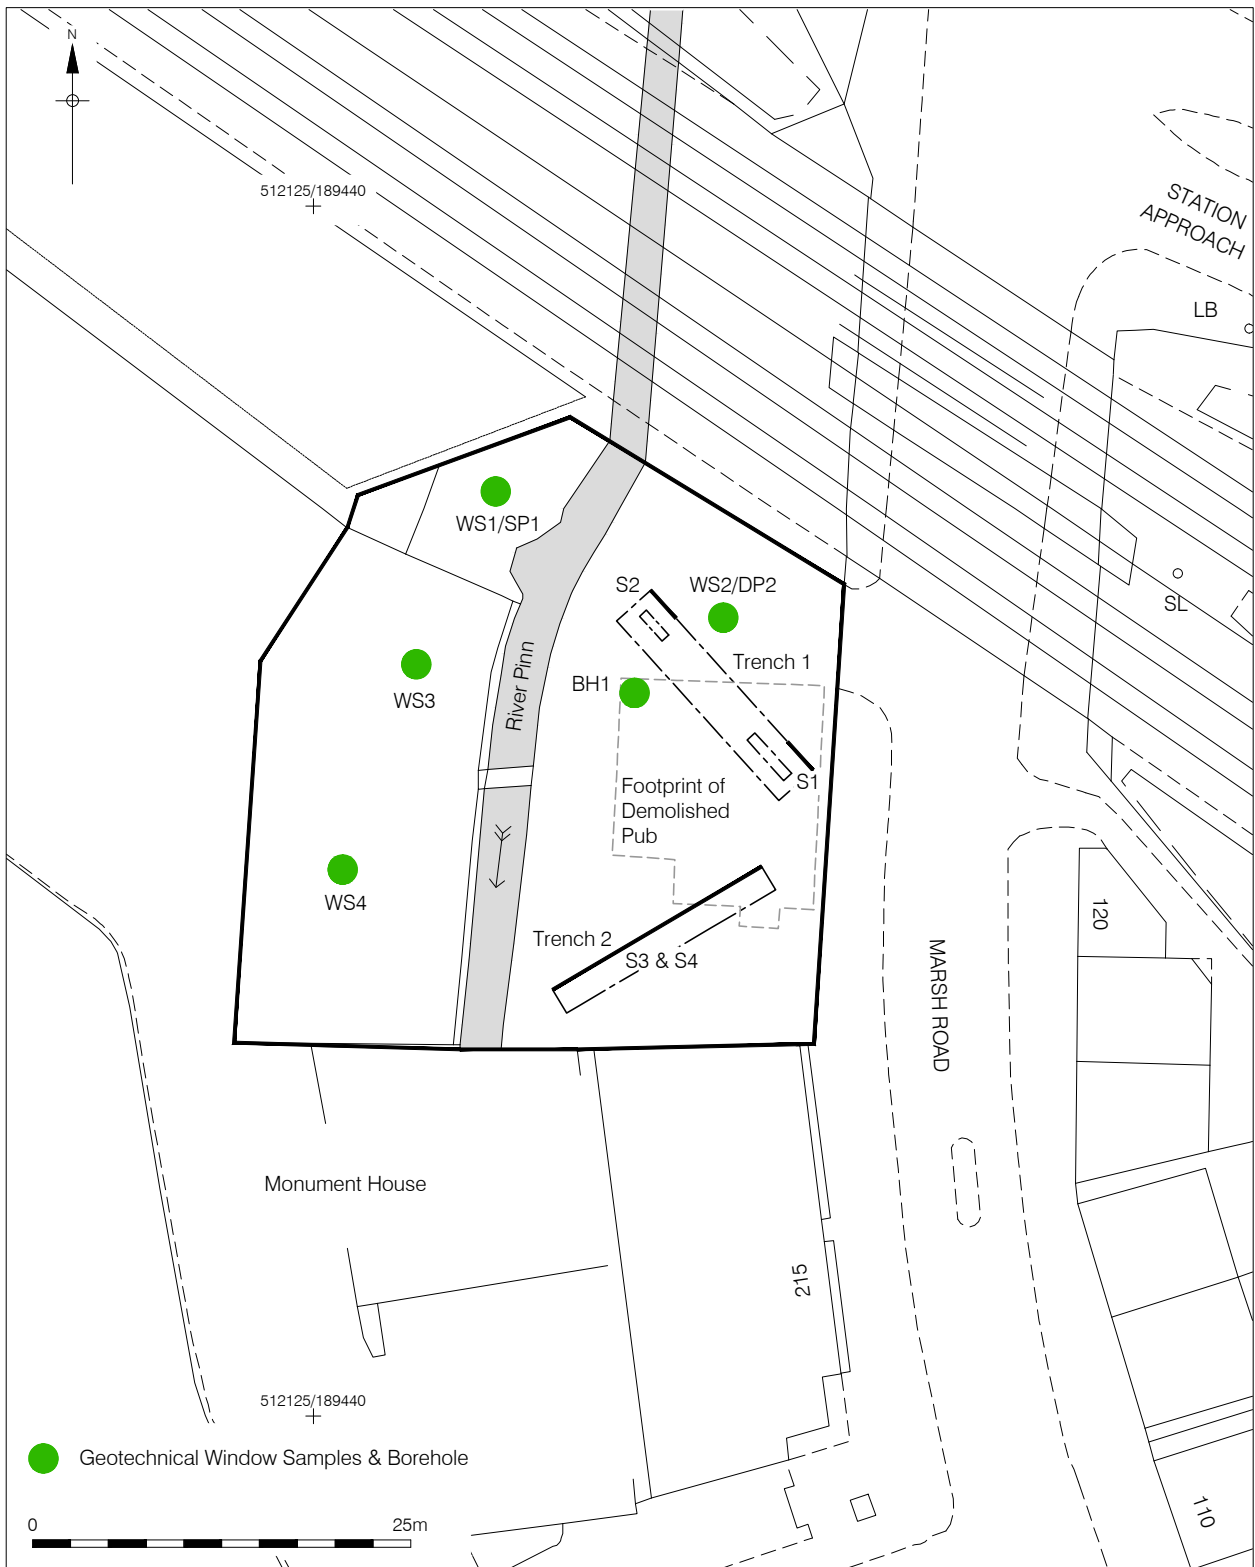 N
512125/189440
STATION
APPROACH
LB
WS1/SP1
S2
WS2/DP2
SL
Trench 1
WS3
River Pinn
BH1
S1
Footprint of
Demolished
Pub
WS4
120
Trench 2
S3 & S4
MARSH ROAD
Monument House
215
512125/189440
Geotechnical Window Samples & Borehole
110
0
25m